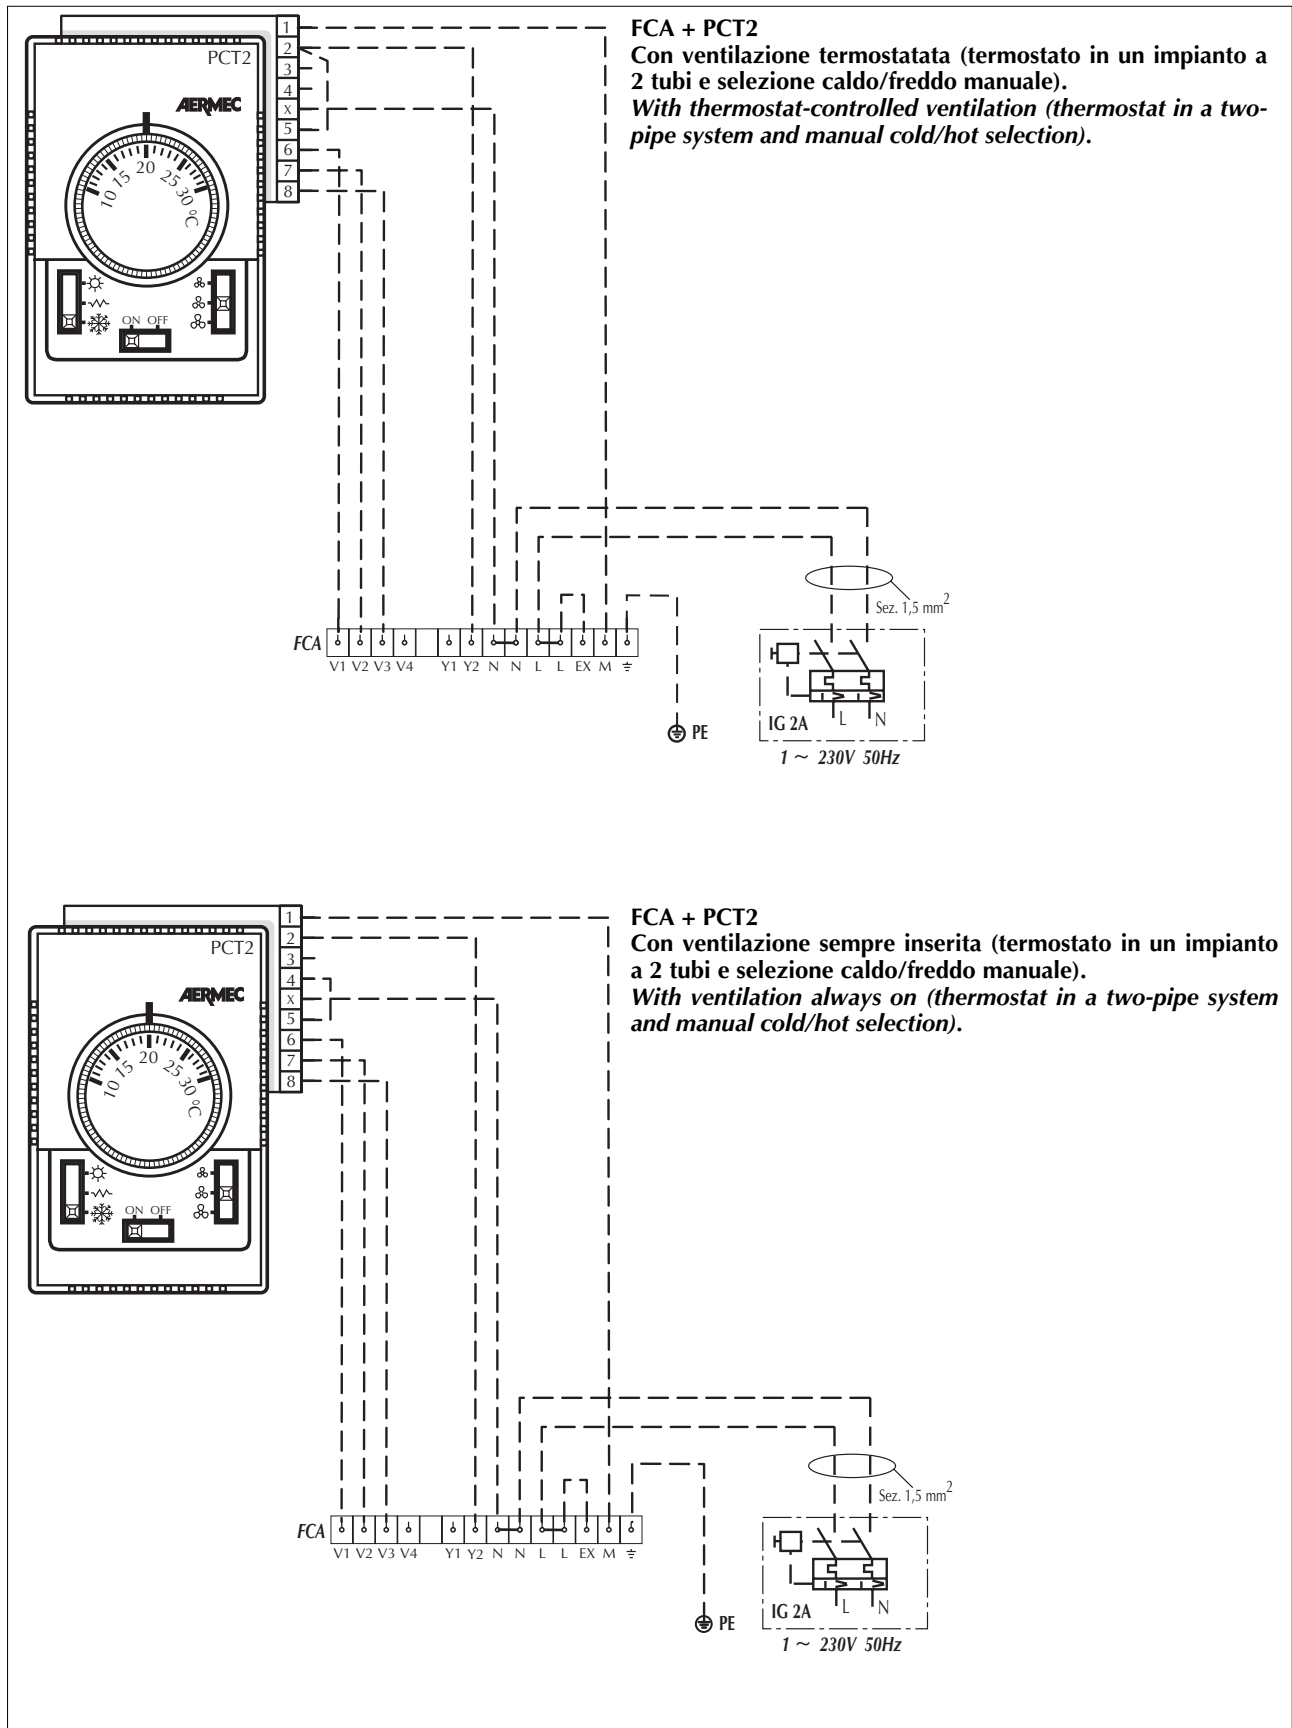 FCA + PCT2
Con ventilazione termostatata (termostato in un impianto a
2 tubi e selezione caldo/freddo manuale).
With thermostat-controlled ventilation (thermostat in a two-
pipe system and manual cold/hot selection).
PCT2
AERMEC
10 15 20 25 30 ºC
ON OFF
1
2
3
4
x
5
6
7
8
Sez. 1,5 mm2
FCA
V1 V2 V3 V4 Y1 Y2 N N L L EX M
PE
IG 2A
L N
1 ~ 230V 50Hz
FCA + PCT2
Con ventilazione sempre inserita (termostato in un impianto
a 2 tubi e selezione caldo/freddo manuale).
With ventilation always on (thermostat in a two-pipe system
and manual cold/hot selection).
PCT2
AERMEC
10 15 20 25 30 ºC
ON OFF
1
2
3
4
x
5
6
7
8
Sez. 1,5 mm2
FCA
V1 V2 V3 V4 Y1 Y2 N N L L EX M
PE
IG 2A
L N
1 ~ 230V 50Hz